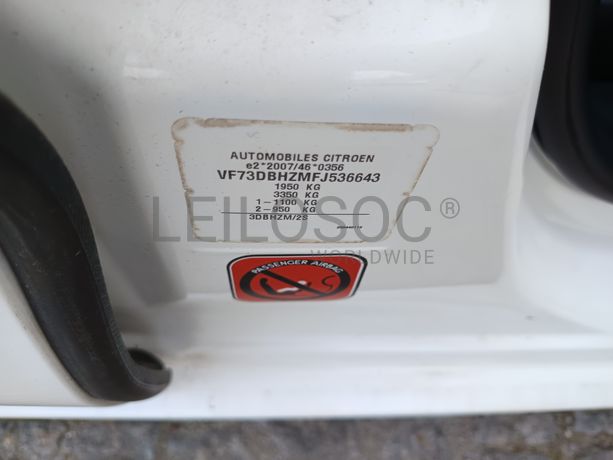 AUTOMOBILES CITROEN
e2*2007/46*0356
VF73DBHZMFJ536643
1950 KG
3350 KG
1-1100 KG
2-950 KG
3DBHZM/2S
LEILOSOC®
WORLDWIDE
PASSENGER AIRBAG